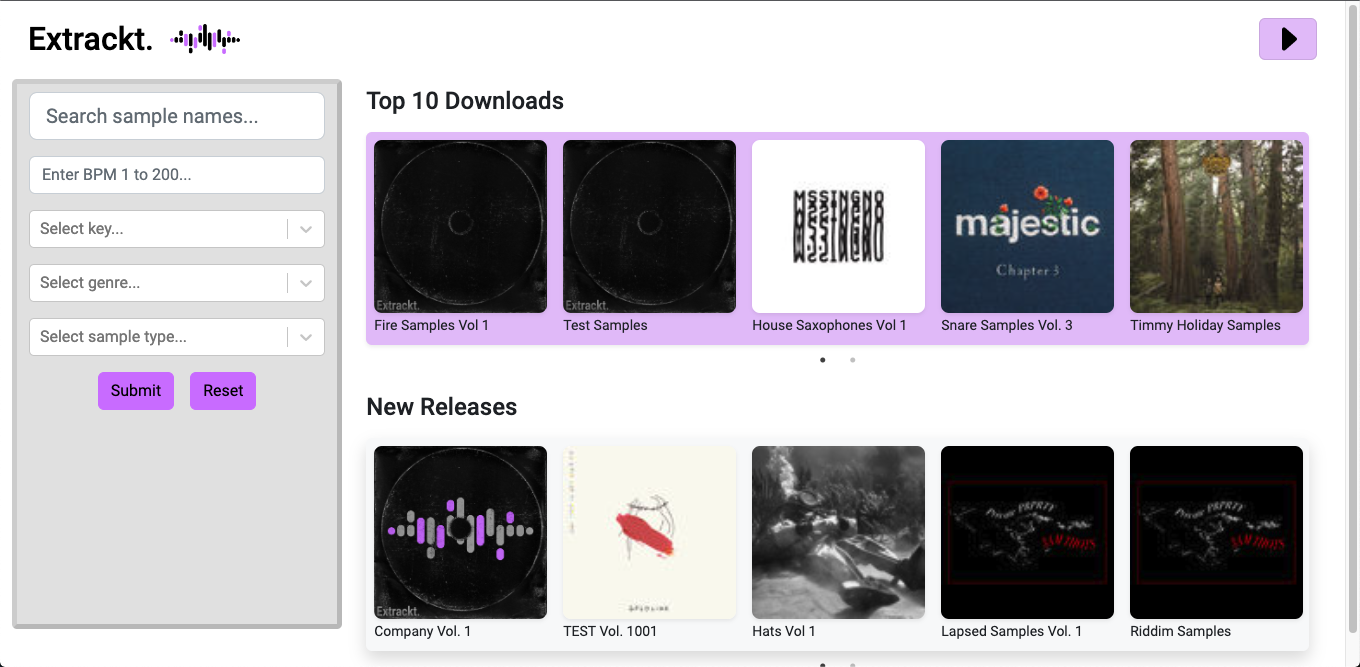 Extrackt.
Search sample names...
Enter BPM 1 to 200...
Select key...
Select genre...
Select sample type...
Submit
Reset
Top 10 Downloads
Extrackt.
Extrackt.
MSSINGNO
majestic
Chapter 3
Fire Samples Vol 1
Test Samples
House Saxophones Vol 1
Snare Samples Vol. 3
Timmy Holiday Samples
New Releases
Extrackt.
Company Vol. 1
TEST Vol. 1001
Hats Vol 1
Lapsed Samples Vol. 1
Riddim Samples